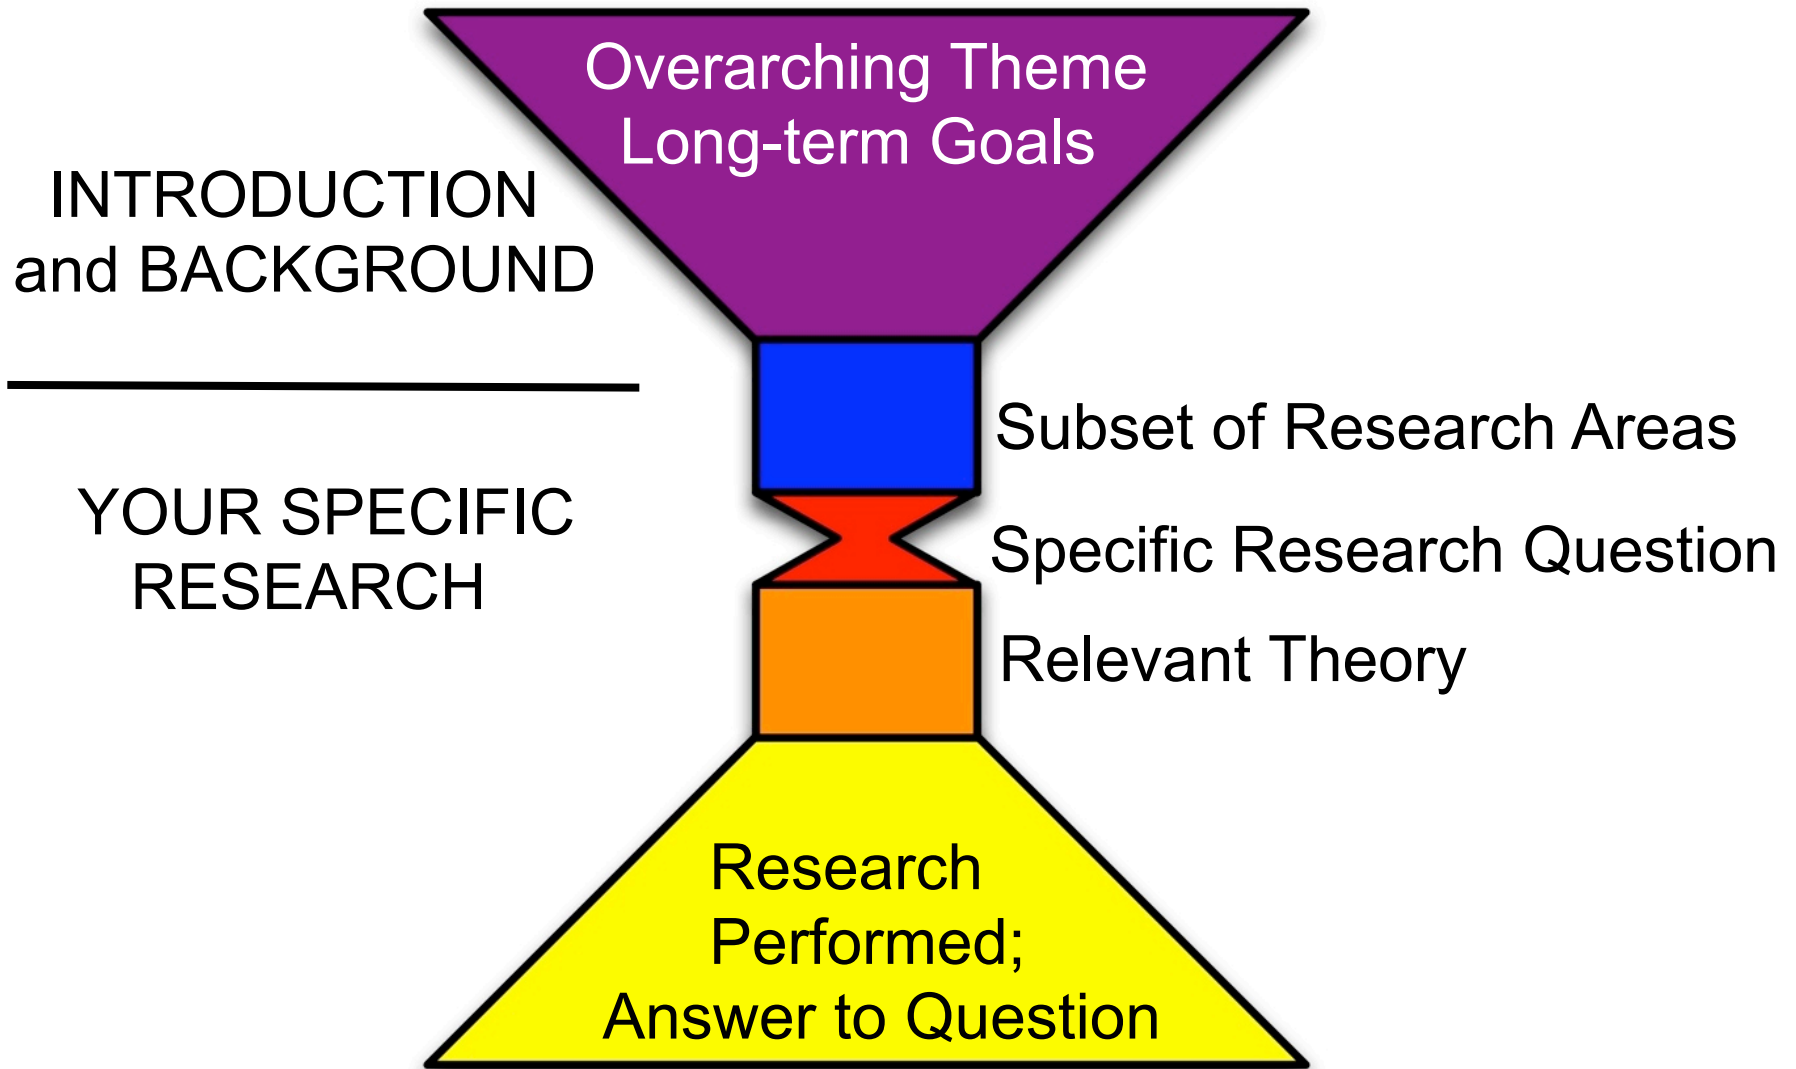 Overarching Theme
Long-term Goals
INTRODUCTION
and BACKGROUND
Subset of Research Areas
YOUR SPECIFIC
RESEARCH
Specific Research Question
Relevant Theory
Research
Performed;
Answer to Question